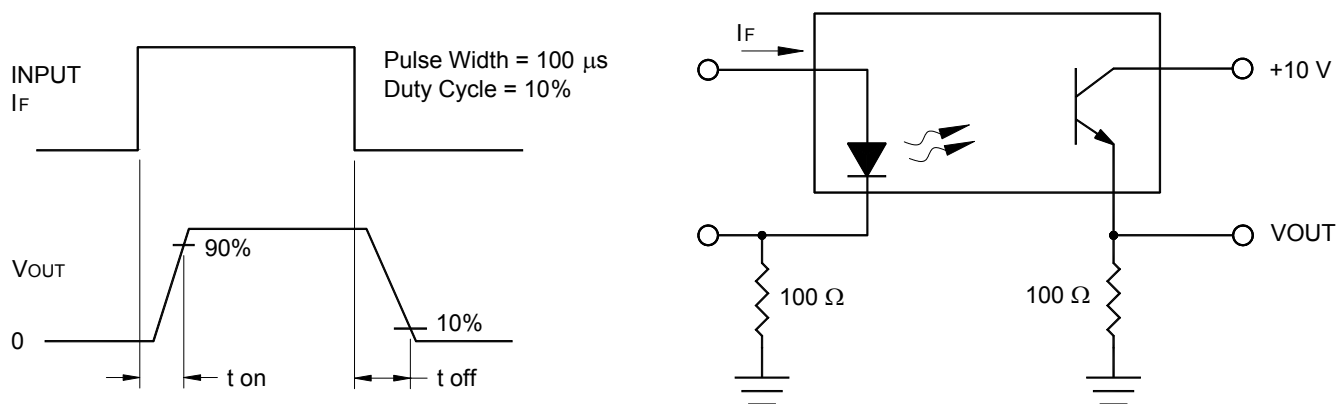 INPUT
IF
Pulse Width = 100 μs
Duty Cycle = 10%
VOUT
0
90%
10%
t on
t off
IF
+10 V
VOUT
100 Ω
100 Ω